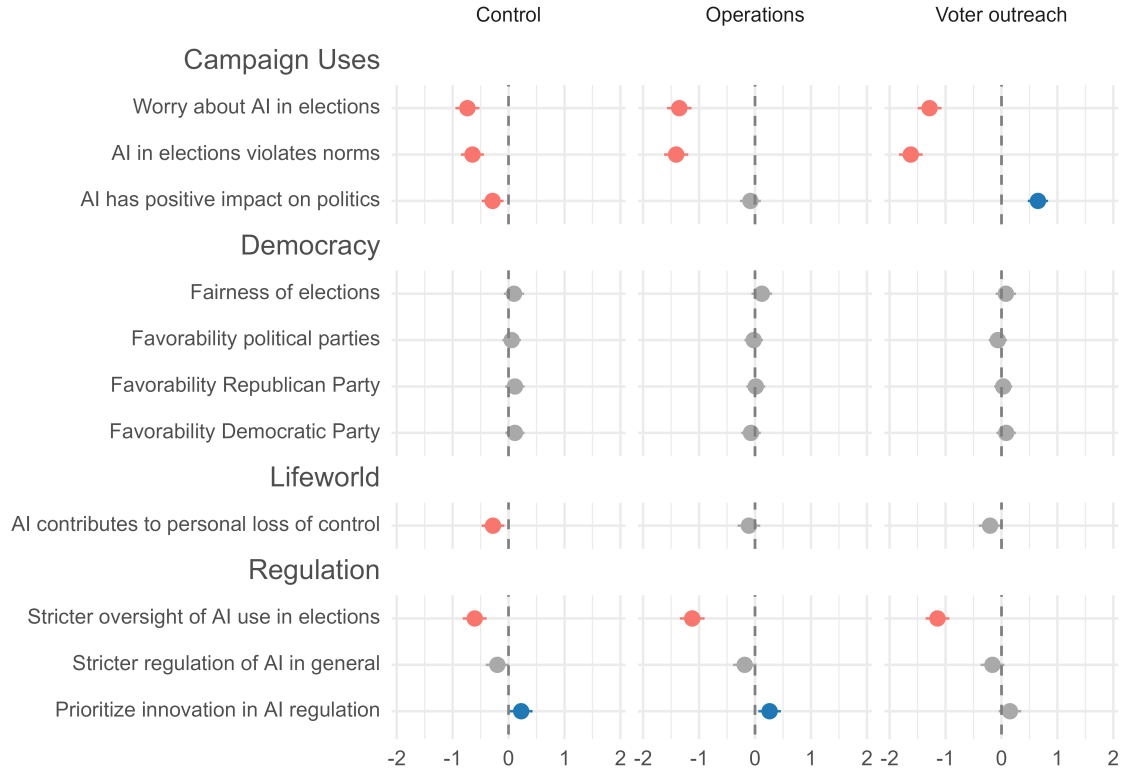 Control Operations Voter outreach
Campaign Uses
Worry about AI in elections
AI in elections violates norms
AI has positive impact on politics
Democracy
Fairness of elections
Favorability political parties
Favorability Republican Party
Favorability Democratic Party
Lifeworld
AI contributes to personal loss of control
Regulation
Stricter oversight of AI use in elections
Stricter regulation of AI in general
Prioritize innovation in AI regulation
-2 -1 0 1 2 -2 -1 0 1 2 -2 -1 0 1 2